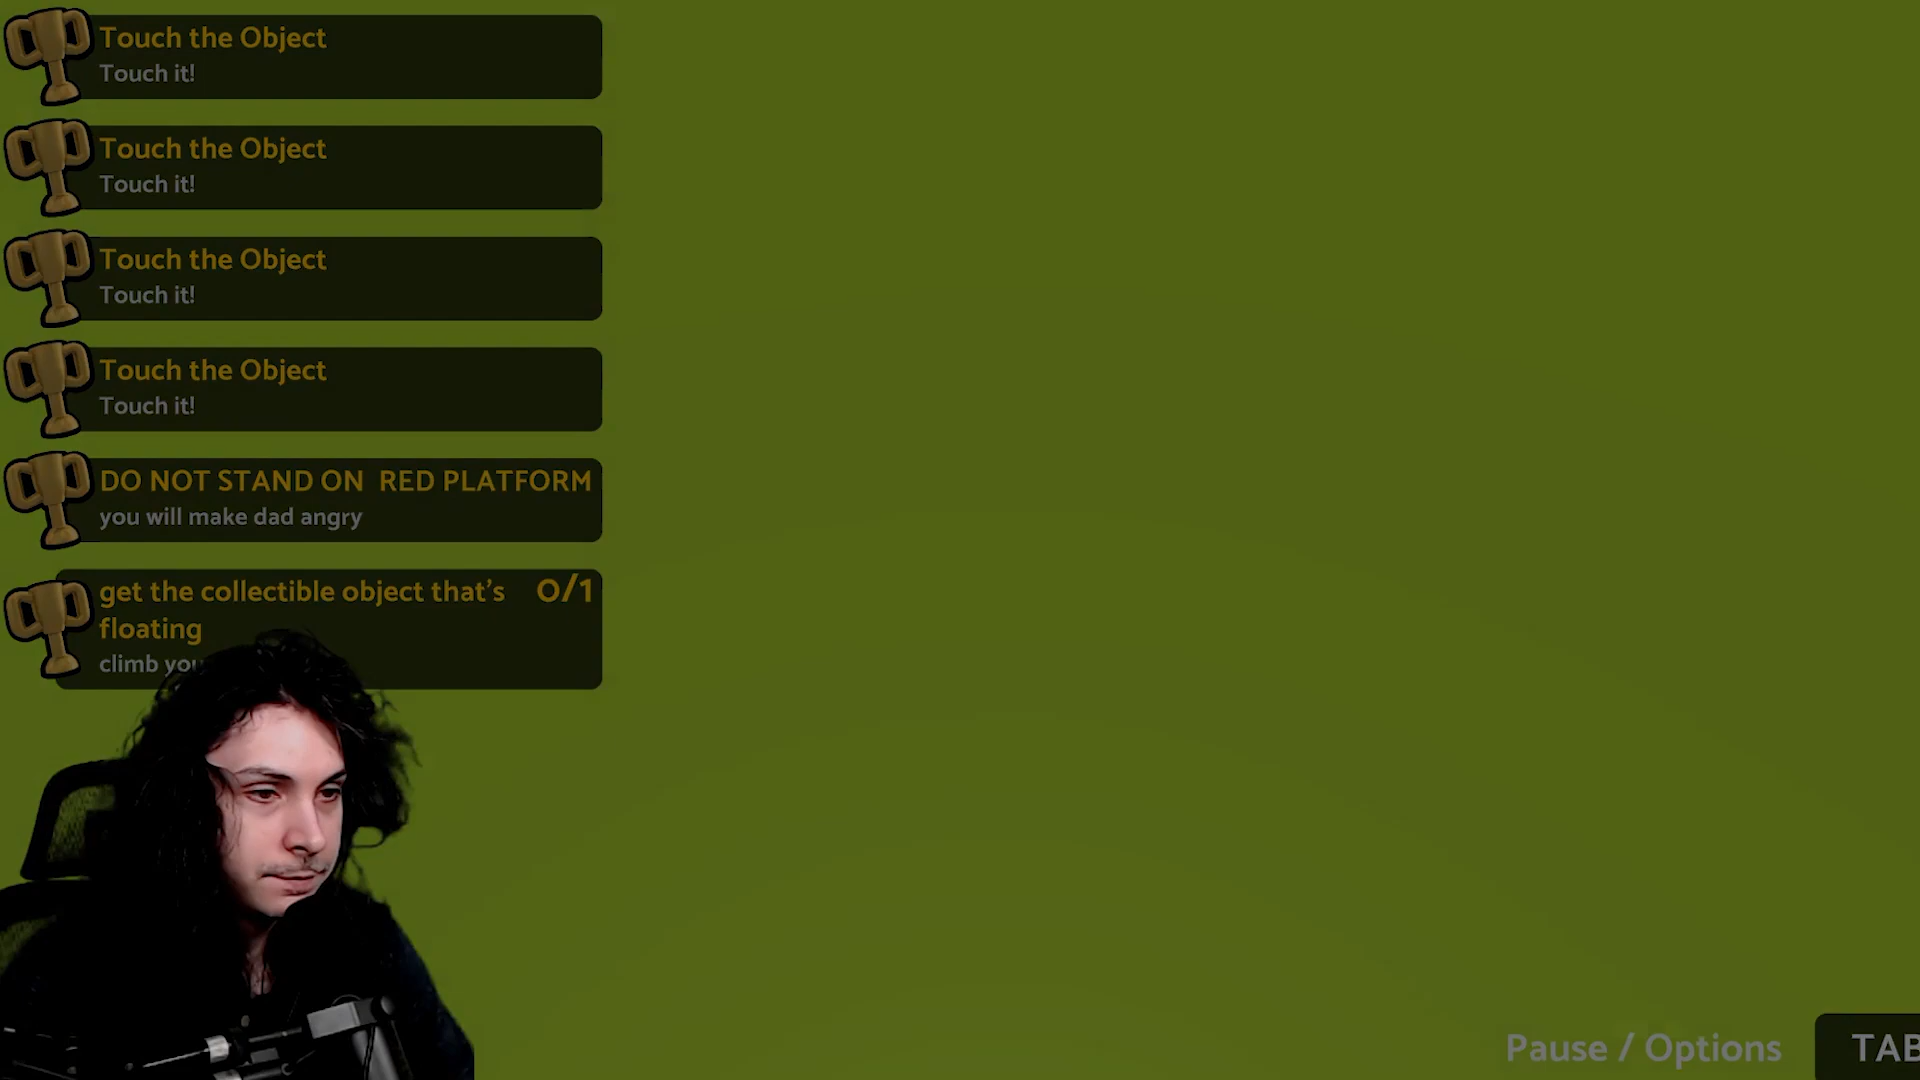 Touch the Object
Touch it!
Touch the Object
Touch it!
Touch the Object
Touch it!
Touch the Object
Touch it!
DO NOT STAND ON RED PLATFORM
you will make dad angry
get the collectible object that's 0/1
floating
climb
Pause / Options TAB